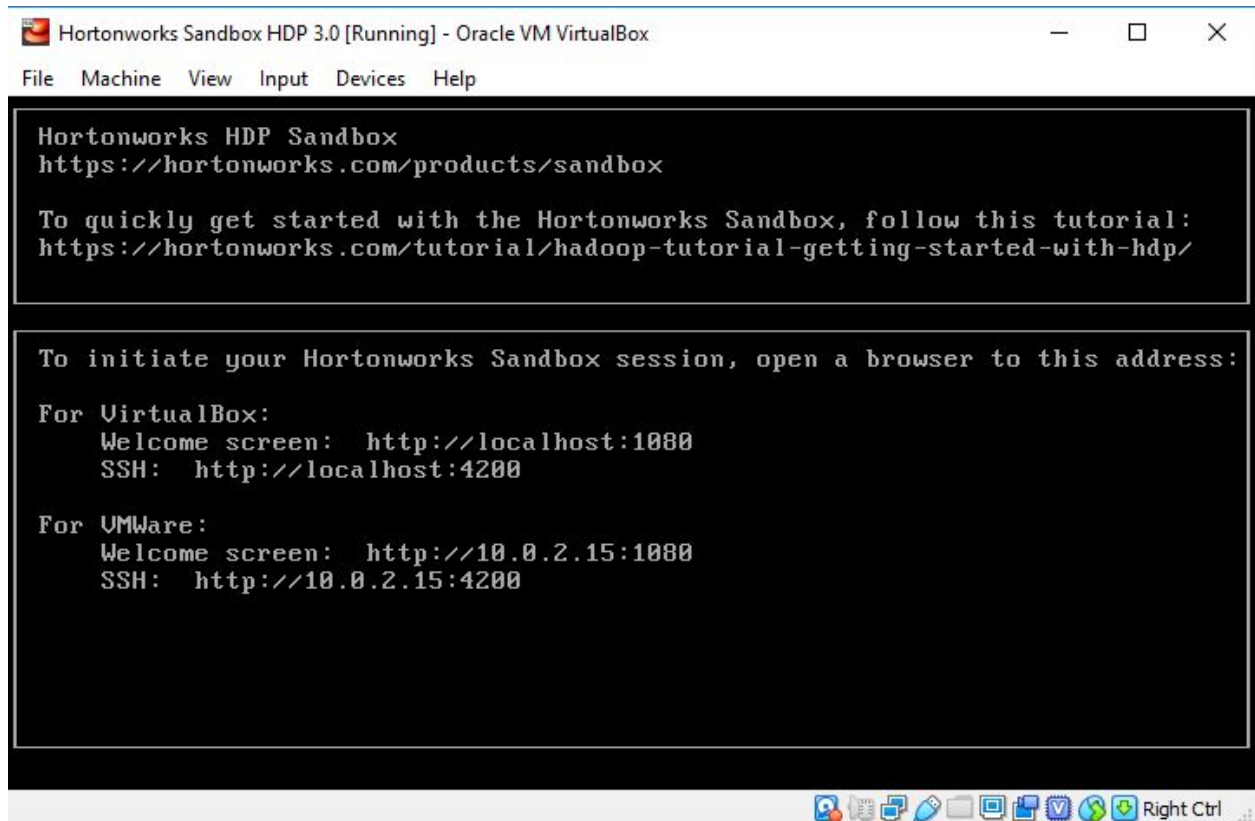 Hortonworks Sandbox HDP 3.0 [Running] - Oracle VM VirtualBox
File Machine View Input Devices Help
Hortonworks HDP Sandbox
https://hortonworks.com/products/sandbox
To quickly get started with the Hortonworks Sandbox, follow this tutorial:
https://hortonworks.com/tutorial/hadoop-tutorial-getting-started-with-hdp/
To initiate your Hortonworks Sandbox session, open a browser to this address:
For VirtualBox:
Welcome screen: http://localhost:1080
SSH: http://localhost:4200
For VMWare:
Welcome screen: http://10.0.2.15:1080
SSH: http://10.0.2.15:4200
Right Ctrl